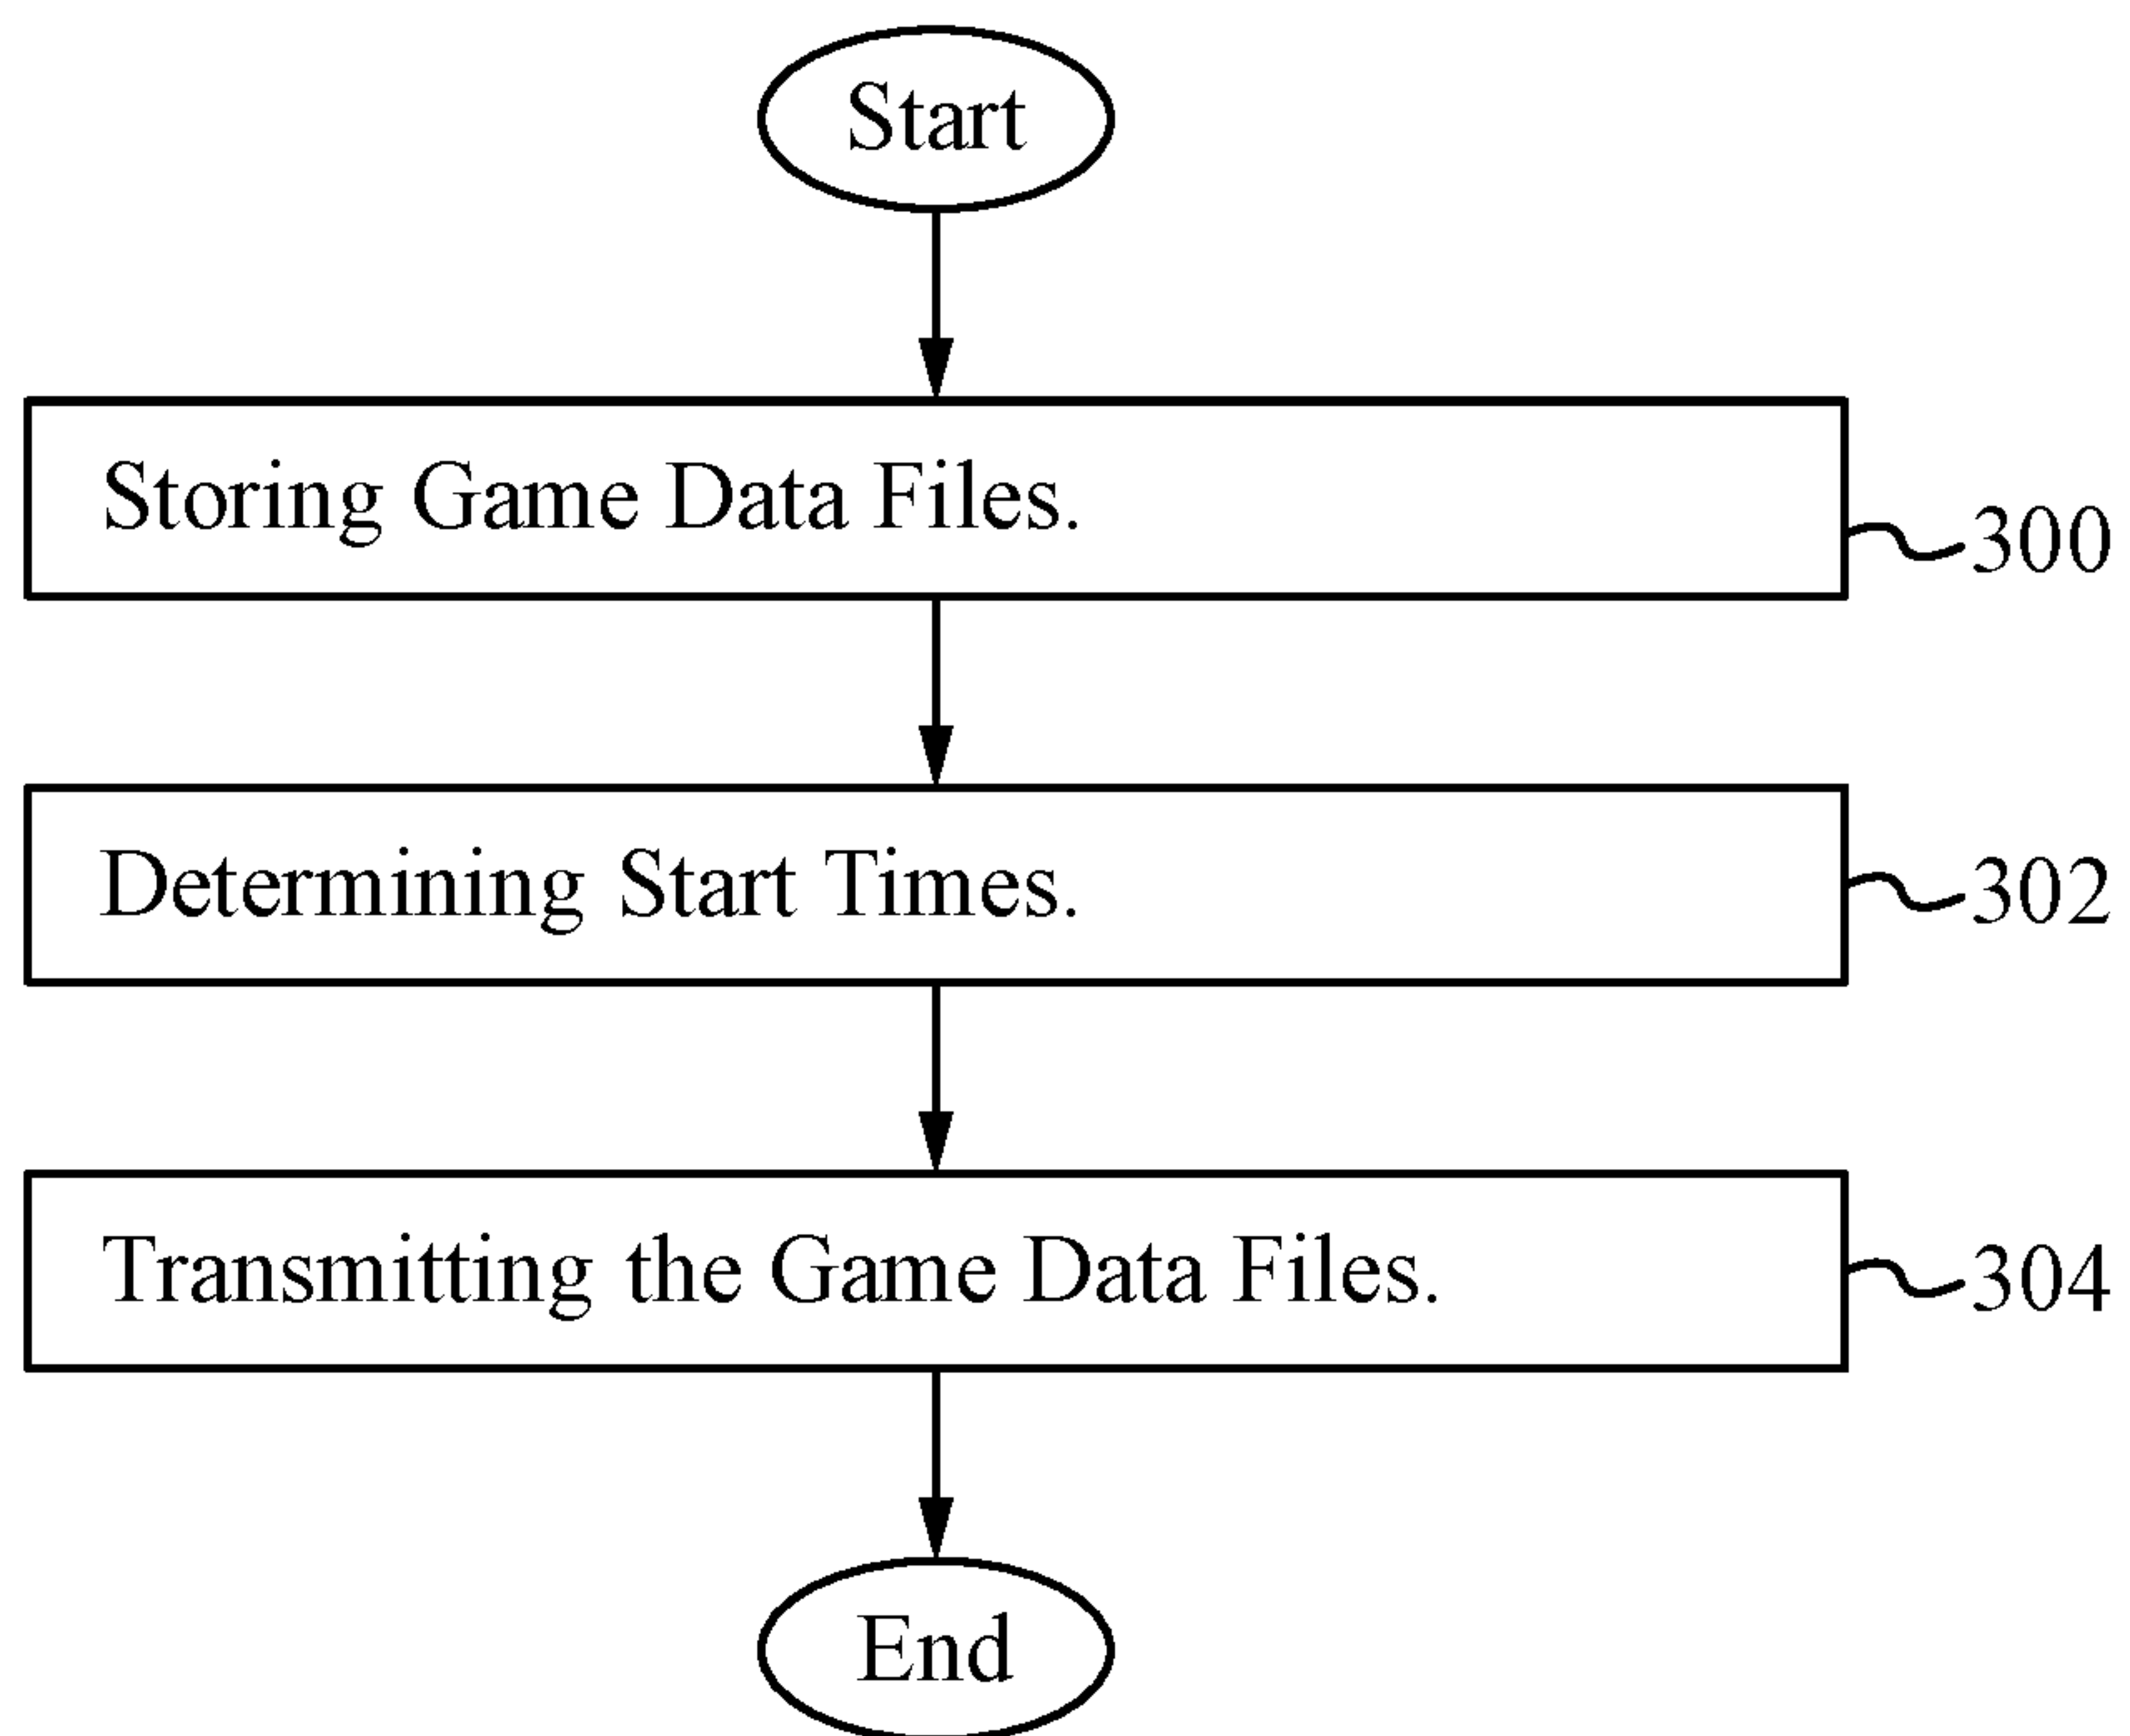 Start
Storing Game Data Files.
300
Determining Start Times.
302
Transmitting the Game Data Files.
304
End